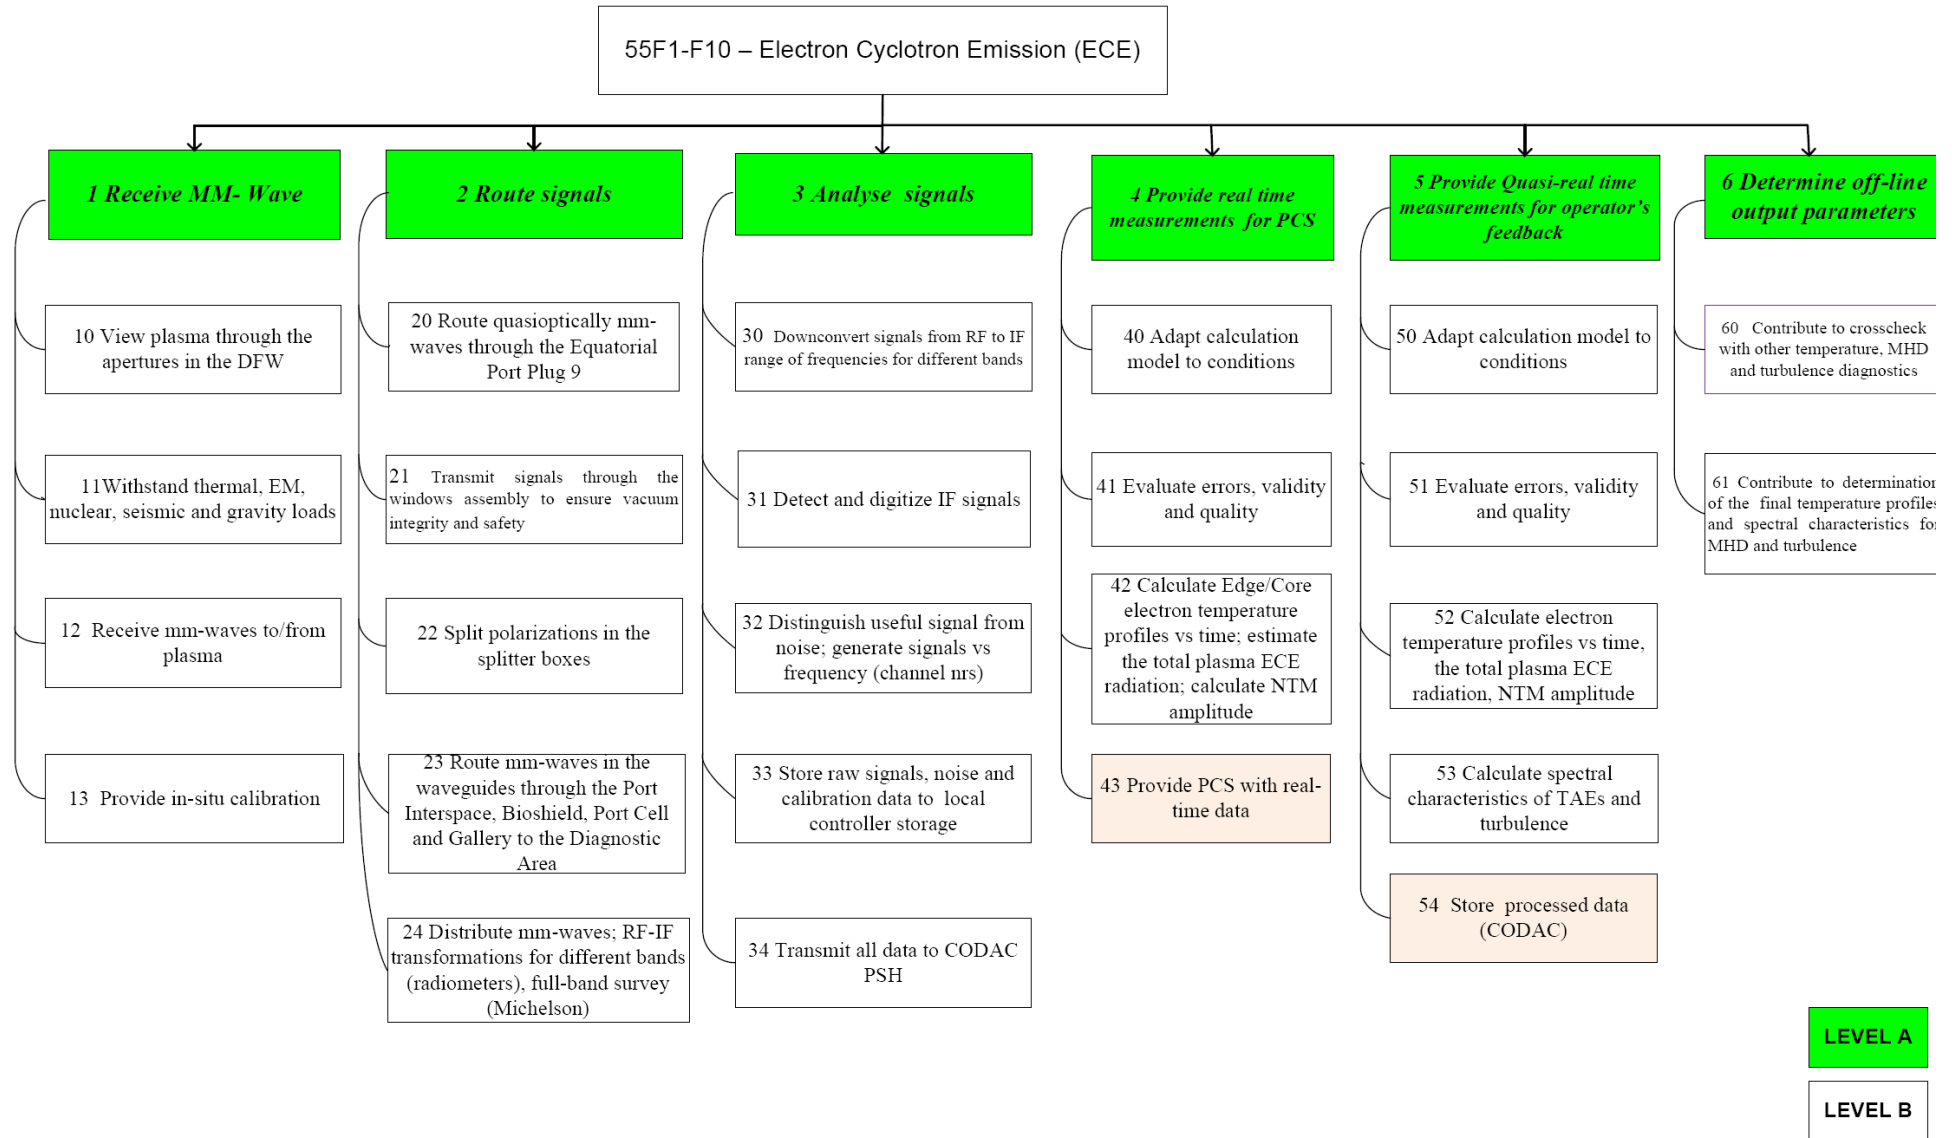 55F1-F10 – Electron Cyclotron Emission (ECE)
1 Receive MM- Wave
2 Route signals
3 Analyse  signals
4 Provide real time
measurements  for PCS
5 Provide Quasi-real time
measurements for operator's
feedback
6 Determine off-line
output parameters
10 View plasma through the
apertures in the DFW
11Withstand thermal, EM,
nuclear, seismic and gravity loads
12  Receive mm-waves to/from
plasma
13  Provide in-situ calibration
20 Route quasioptically mm-
waves through the Equatorial
Port Plug 9
21 Transmit signals through the
windows assembly to ensure vacuum
integrity and safety
22 Split polarizations in the
splitter boxes
23 Route mm-waves in the
waveguides through the Port
Interspace, Bioshield, Port Cell
and Gallery to the Diagnostic
Area
24 Distribute mm-waves; RF-IF
transformations for different bands
(radiometers), full-band survey
(Michelson)
30  Downconvert signals from RF to IF
range of frequencies for different bands
31 Detect and digitize IF signals
32 Distinguish useful signal from
noise; generate signals vs
frequency (channel nrs)
33 Store raw signals, noise and
calibration data to  local
controller storage
34 Transmit all data to CODAC
PSH
40 Adapt calculation
model to conditions
41 Evaluate errors, validity
and quality
42 Calculate Edge/Core
electron temperature
profiles vs time; estimate
the total plasma ECE
radiation; calculate NTM
amplitude
43 Provide PCS with real-
time data
50 Adapt calculation model to
conditions
51 Evaluate errors, validity
and quality
52 Calculate electron
temperature profiles vs time,
the total plasma ECE
radiation, NTM amplitude
53 Calculate spectral
characteristics of TAEs and
turbulence
54  Store  processed data
(CODAC)
60   Contribute to crosscheck
with other temperature, MHD
and turbulence diagnostics
61 Contribute to determination
of the final temperature profiles
and spectral characteristics for
MHD and turbulence
LEVEL A
LEVEL B